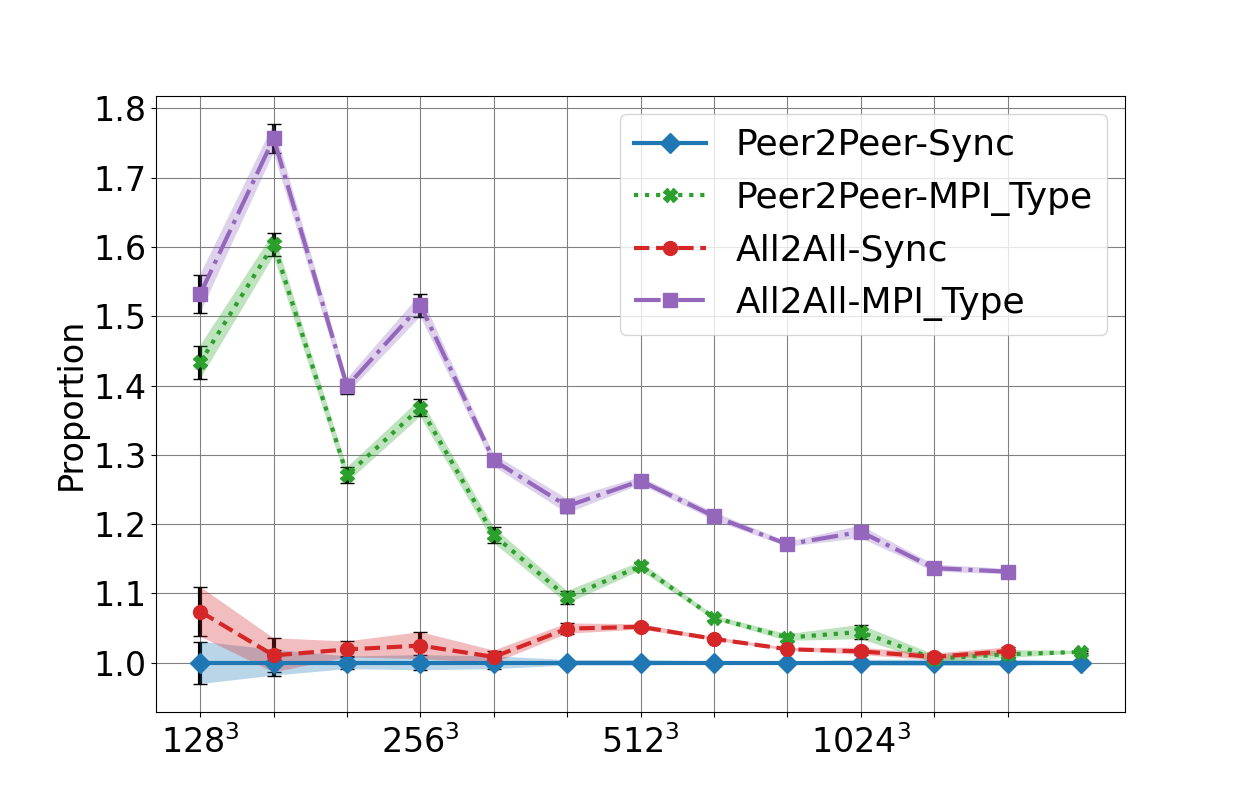 1.8
1.7
1.6
1.5
1.4
1.3
1.2
1.1
1.0
Proportion
Peer2Peer-Sync
Peer2Peer-MPI_Type
All2All-Sync
All2All-MPI_Type
128³ 256³ 512³ 1024³